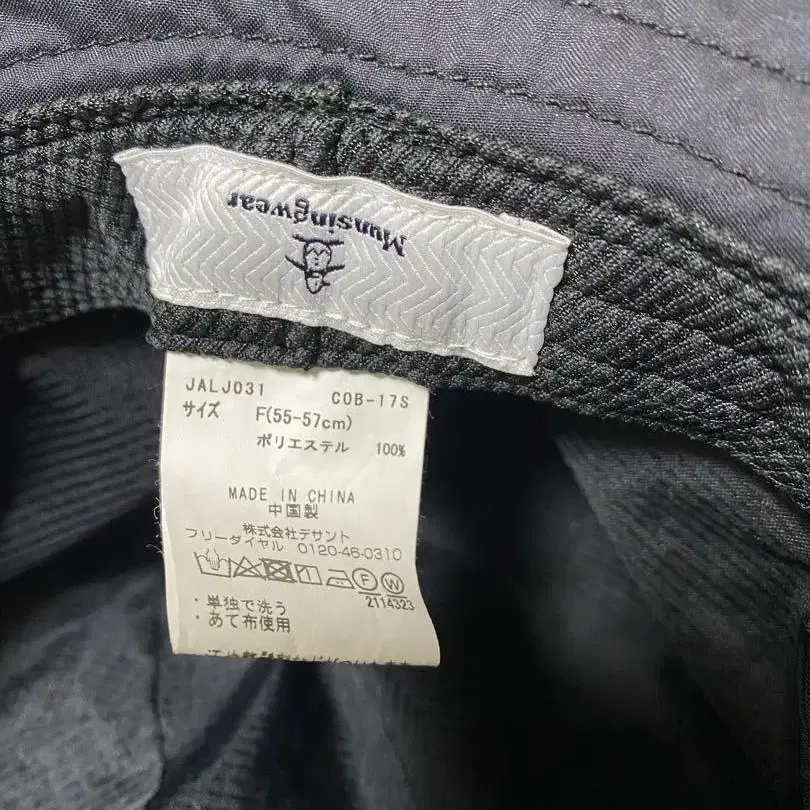 Munsingwear
JALJ031 COB-17S
サイズ F(55-57cm)
ポリエステル 100%
MADE IN CHINA
中国製
株式会社デサント
フリーダイヤル 0120-46-0310
F W
2114323
・単独で洗う
・あて布使用